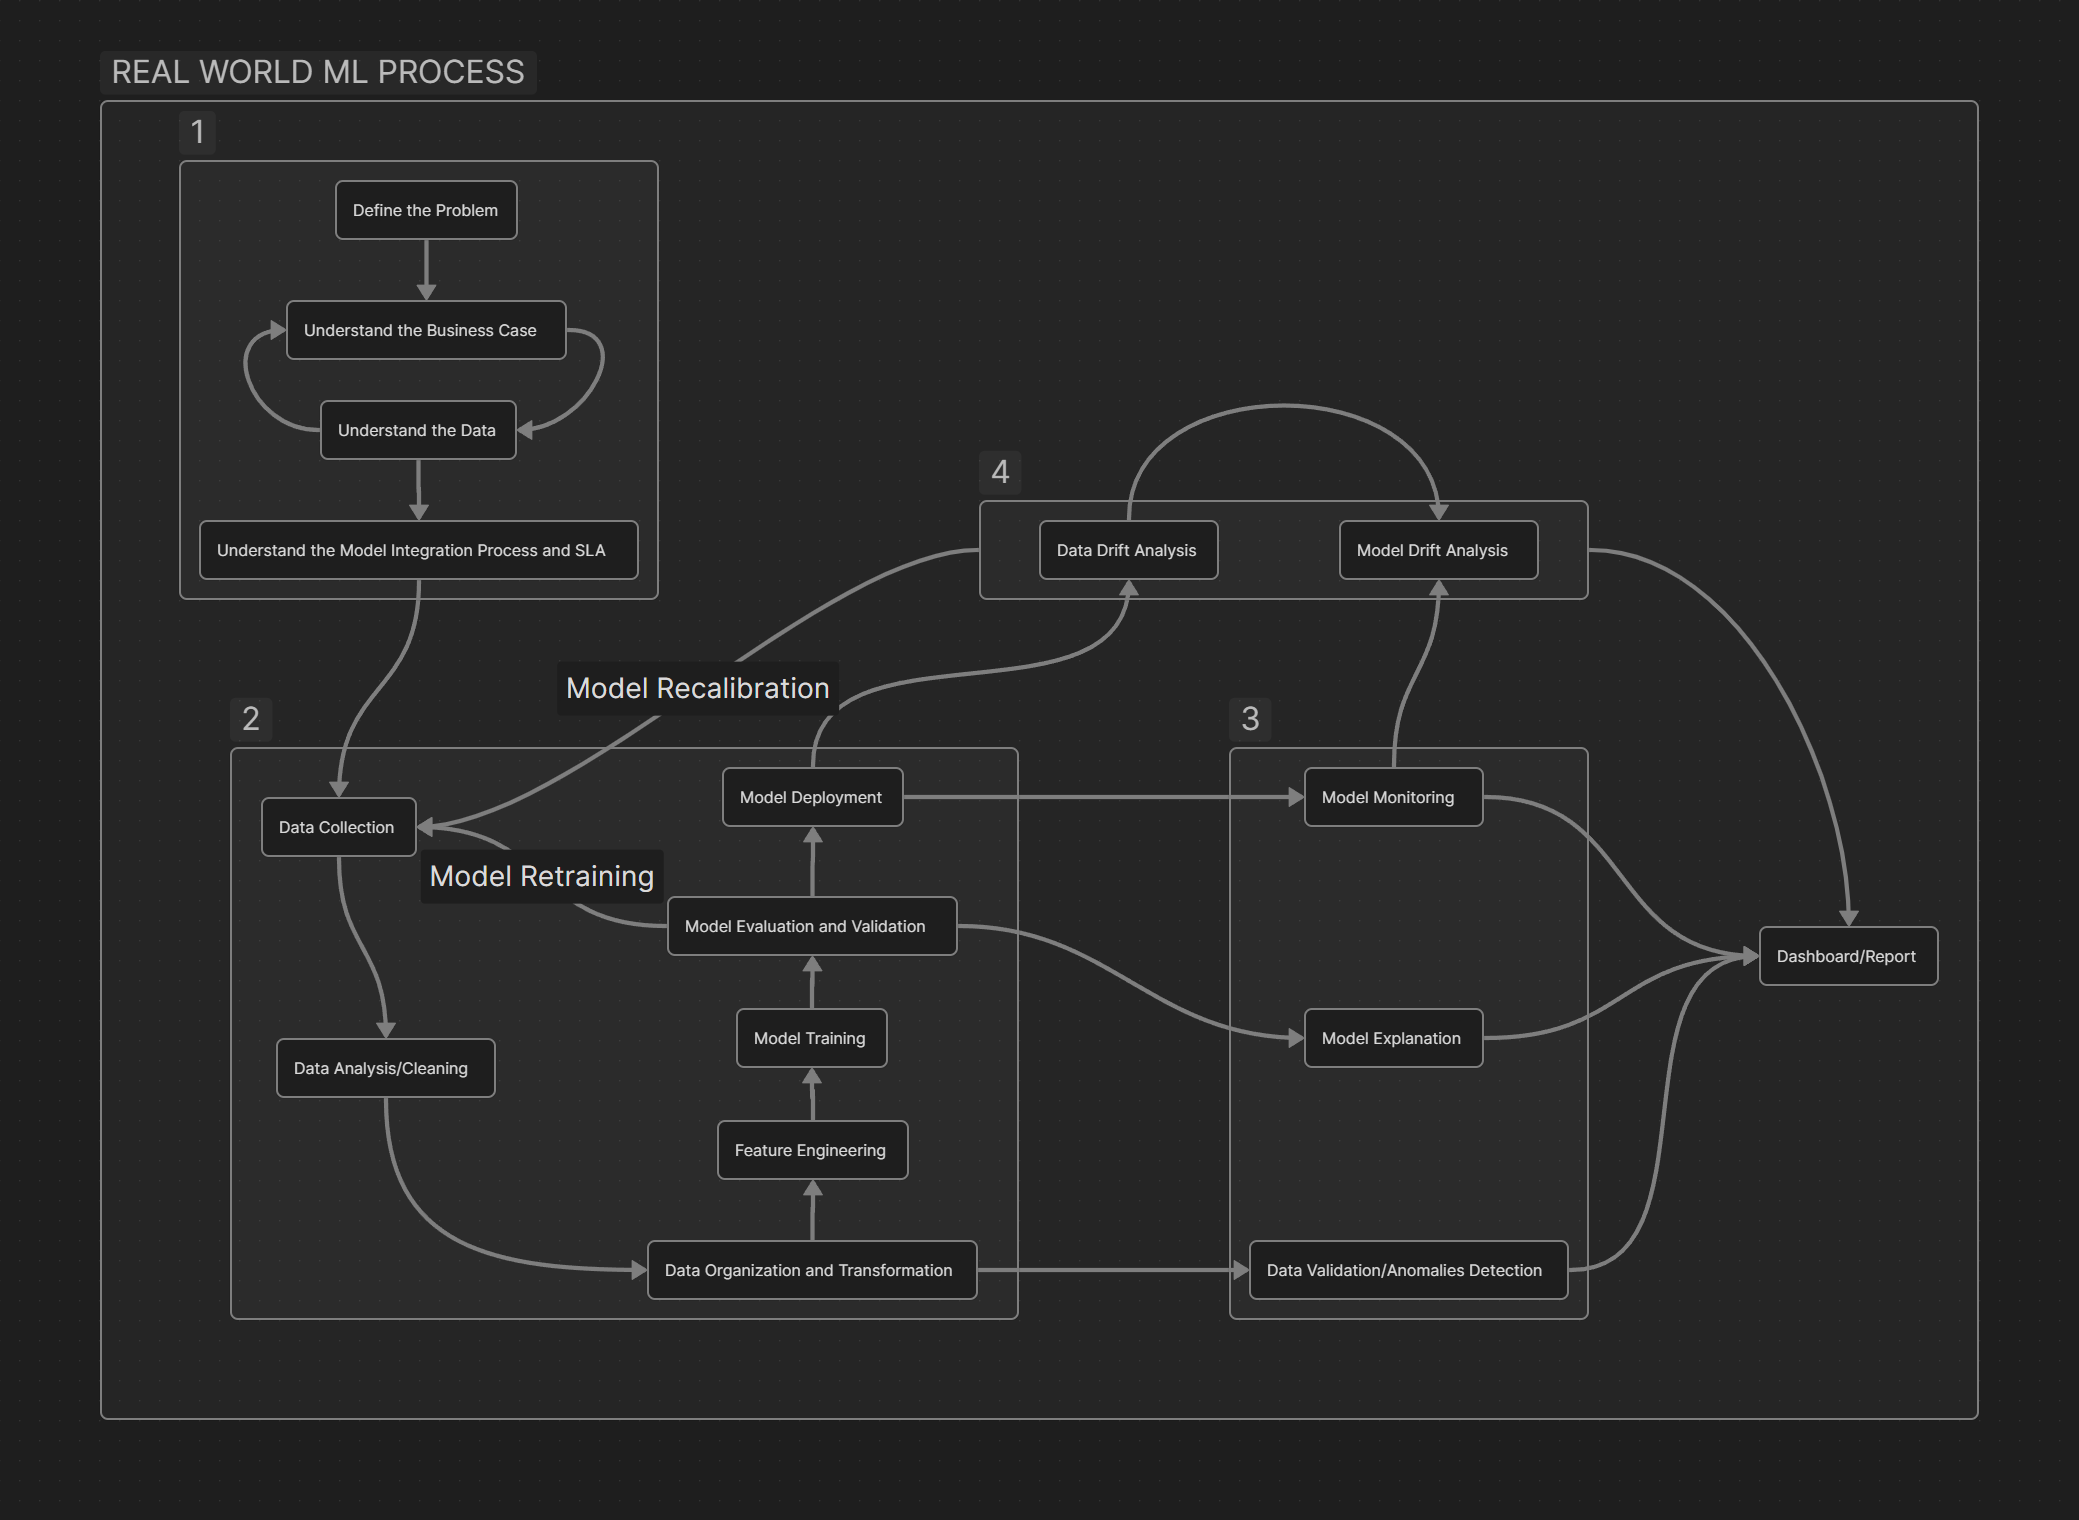 REAL WORLD ML PROCESS
1
Define the Problem
Understand the Business Case
Understand the Data
Understand the Model Integration Process and SLA
4
Data Drift Analysis
Model Drift Analysis
Model Recalibration
2
Data Collection
Model Deployment
Model Retraining
Model Evaluation and Validation
Model Training
Data Analysis/Cleaning
Feature Engineering
Data Organization and Transformation
3
Model Monitoring
Model Explanation
Data Validation/Anomalies Detection
Dashboard/Report